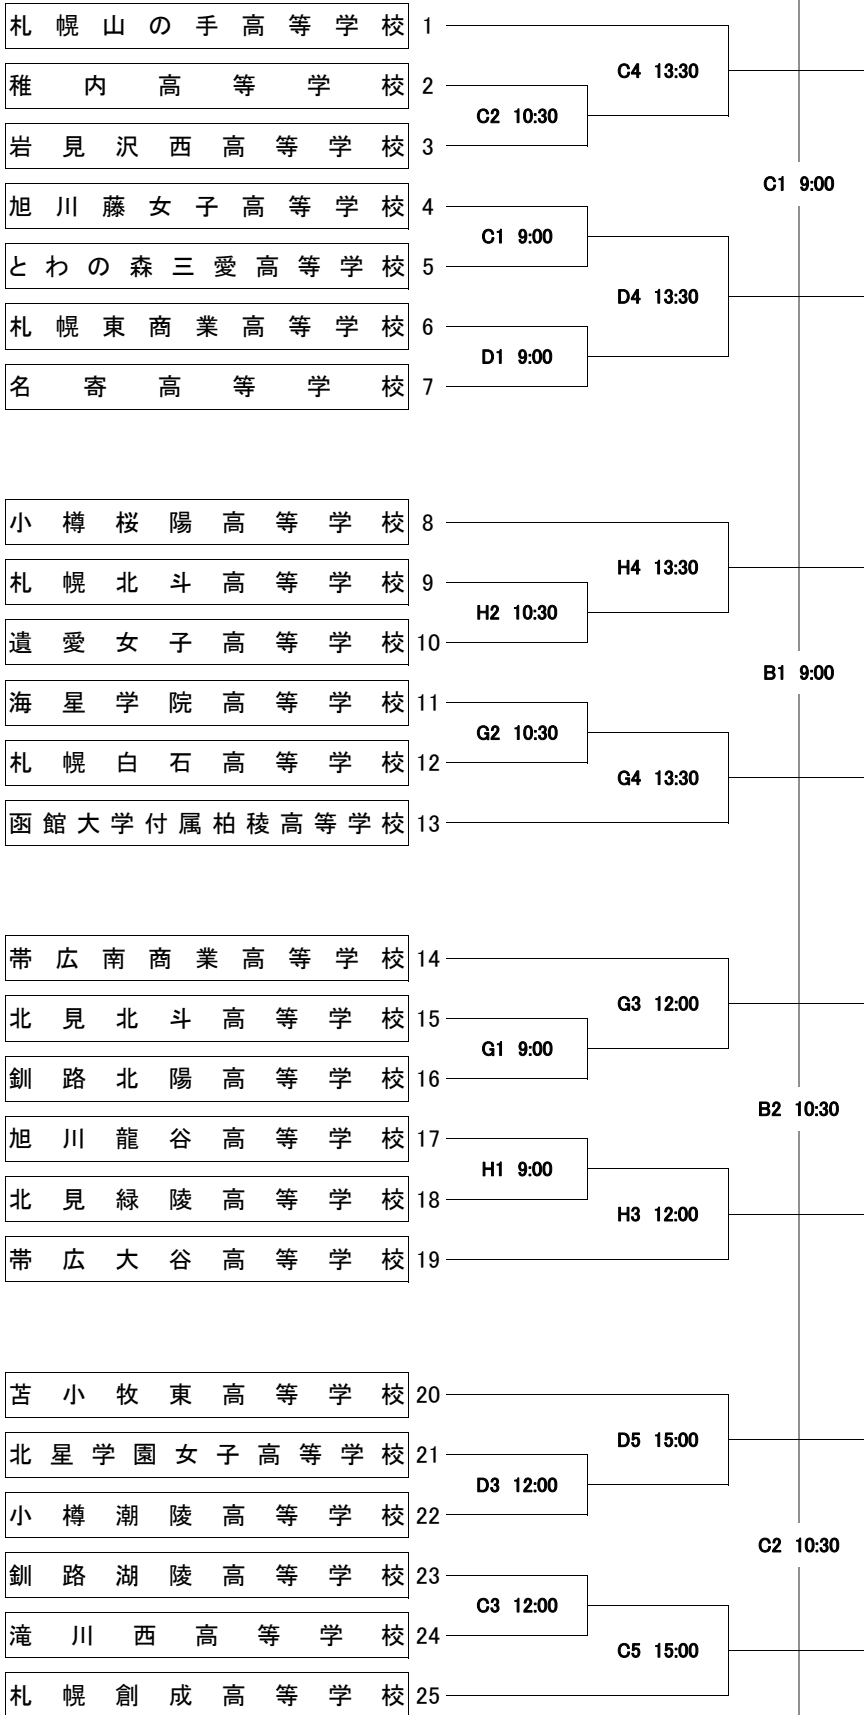 札幌山の手高等学校 1
C4 13:30
稚内高等学校 2
C2 10:30
岩見沢西高等学校 3
C1 9:00
旭川藤女子高等学校 4
C1 9:00
とわの森三愛高等学校 5
D4 13:30
札幌東商業高等学校 6
D1 9:00
名寄高等学校 7
小樽桜陽高等学校 8
H4 13:30
札幌北斗高等学校 9
H2 10:30
遺愛女子高等学校 10
B1 9:00
海星学院高等学校 11
G2 10:30
札幌白石高等学校 12
G4 13:30
函館大学付属柏稜高等学校 13
帯広南商業高等学校 14
G3 12:00
北見北斗高等学校 15
G1 9:00
釧路北陽高等学校 16
B2 10:30
旭川龍谷高等学校 17
H1 9:00
北見緑陵高等学校 18
H3 12:00
帯広大谷高等学校 19
苫小牧東高等学校 20
D5 15:00
北星学園女子高等学校 21
D3 12:00
小樽潮陵高等学校 22
C2 10:30
釧路湖陵高等学校 23
C3 12:00
滝川西高等学校 24
C5 15:00
札幌創成高等学校 25